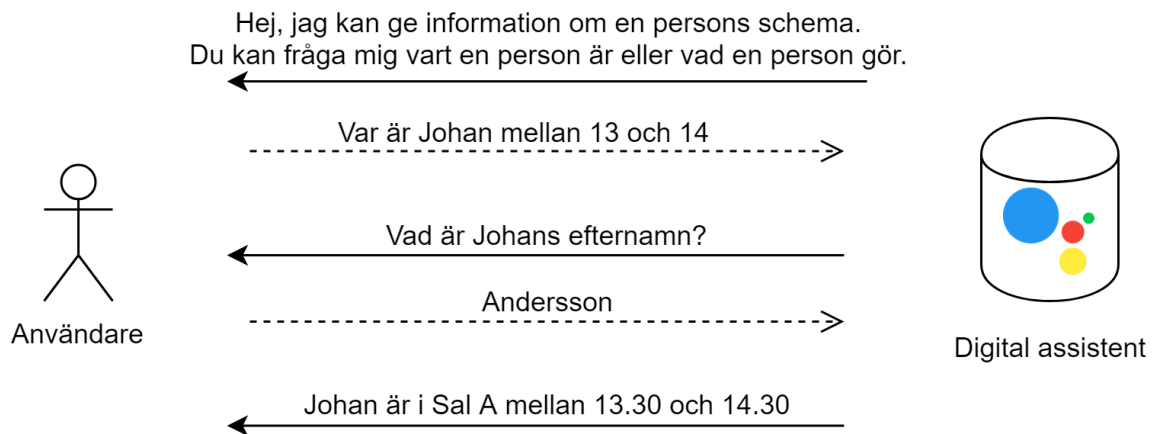 Hej, jag kan ge information om en persons schema.
Du kan fråga mig vart en person är eller vad en person gör.
Var är Johan mellan 13 och 14
Vad är Johans efternamn?
Andersson
Användare
Digital assistent
Johan är i Sal A mellan 13.30 och 14.30